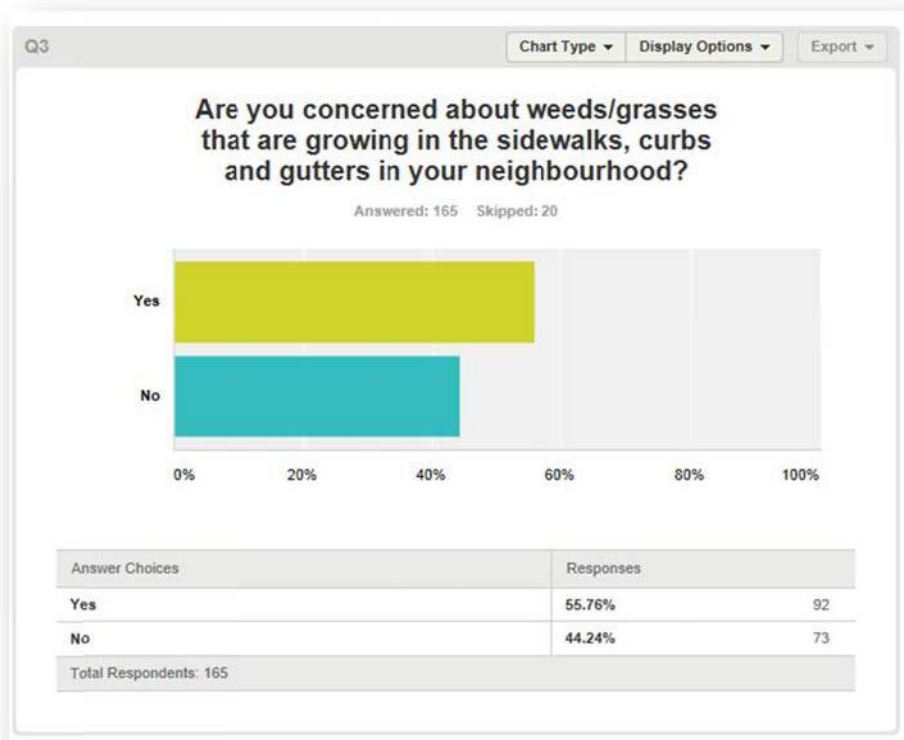 Q3
Chart Type Display Options Export
Are you concerned about weeds/grasses
that are growing in the sidewalks, curbs
and gutters in your neighbourhood?
Answered: 165 Skipped: 20
Yes
No
0% 20% 40% 60% 80% 100%
Answer Choices Responses
Yes 55.76% 92
No 44.24% 73
Total Respondents: 165